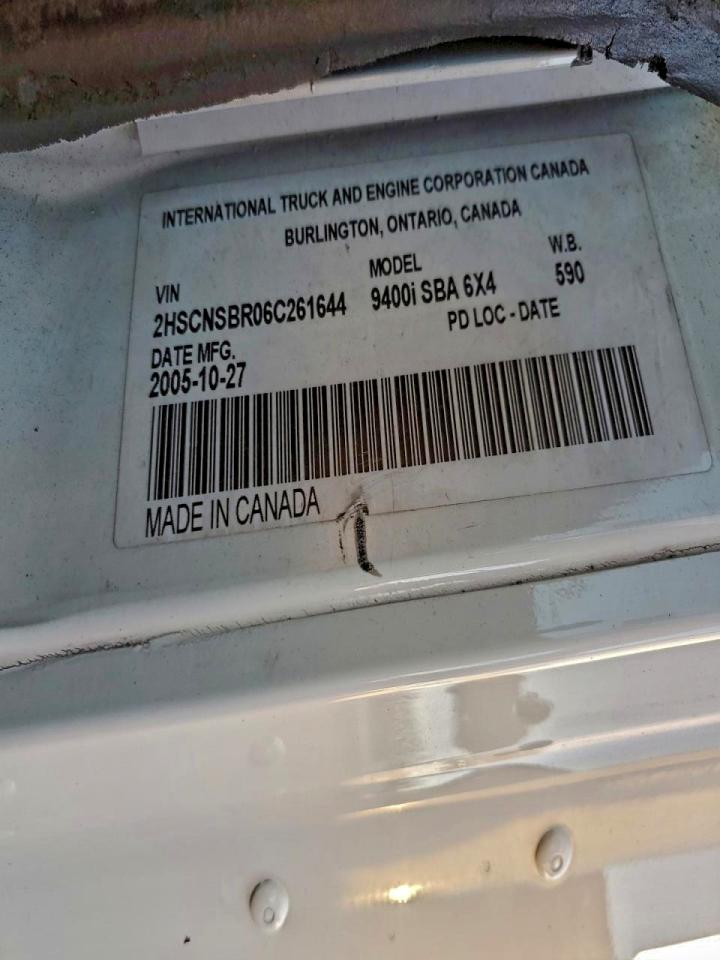 INTERNATIONAL TRUCK AND ENGINE CORPORATION CANADA
BURLINGTON, ONTARIO, CANADA
VIN MODEL W.B.
2HSCNSBR06C261644 9400i SBA 6X4 590
DATE MFG. PD LOC - DATE
2005-10-27
MADE IN CANADA